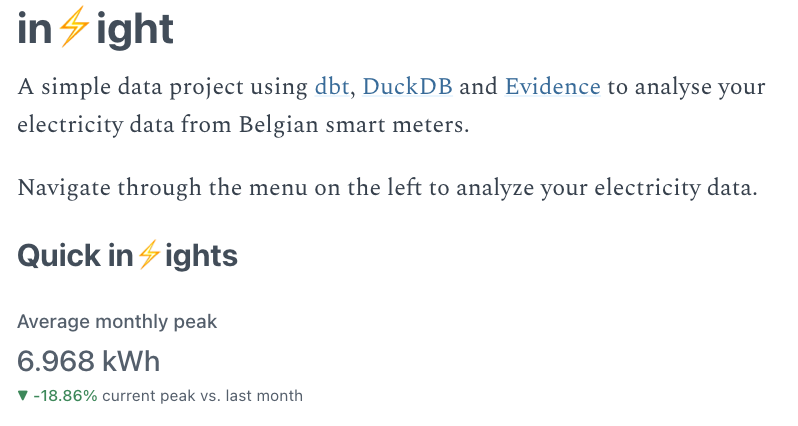 in⚡ight
A simple data project using dbt, DuckDB and Evidence to analyse your
electricity data from Belgian smart meters.
Navigate through the menu on the left to analyze your electricity data.
Quick in⚡ights
Average monthly peak
6.968 kWh
▼ -18.86% current peak vs. last month